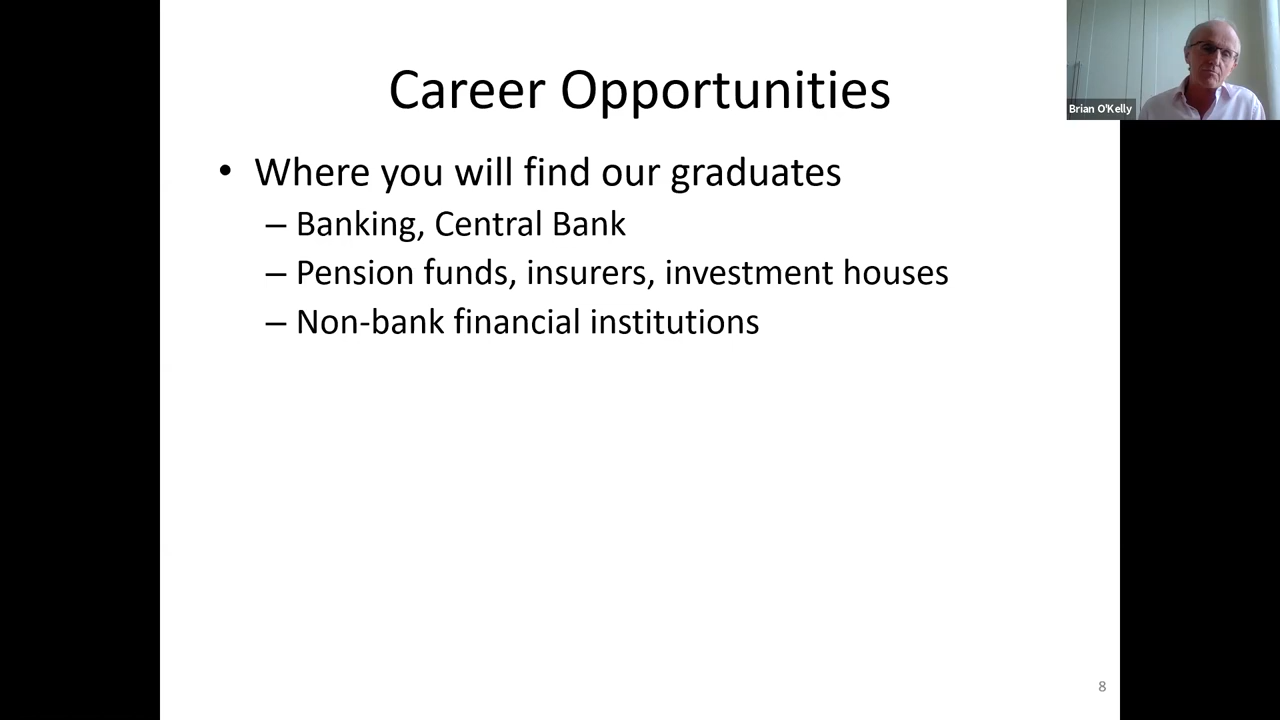 Career Opportunities
Brian O'Kelly
• Where you will find our graduates
– Banking, Central Bank
– Pension funds, insurers, investment houses
– Non-bank financial institutions
8